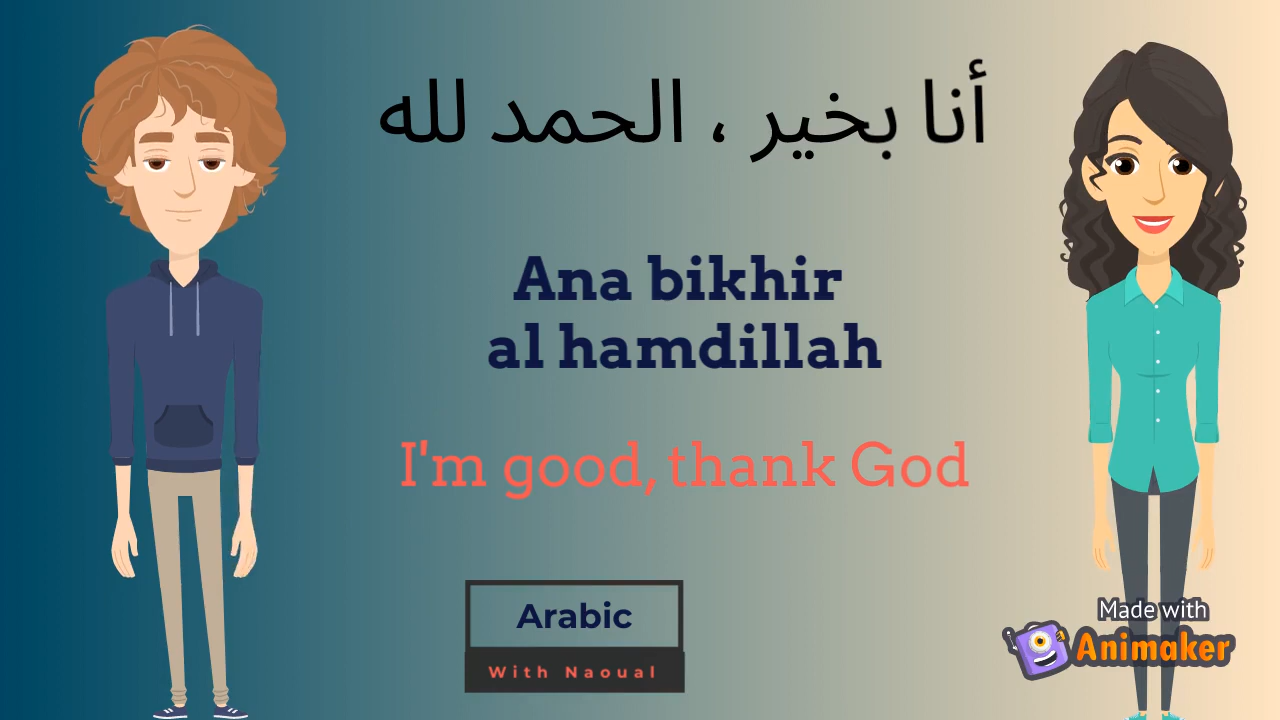 أنا بخير ، الحمد لله
Ana bikhir
al hamdillah
I'm good, thank God
Arabic
With Naoual
Made with
Animaker